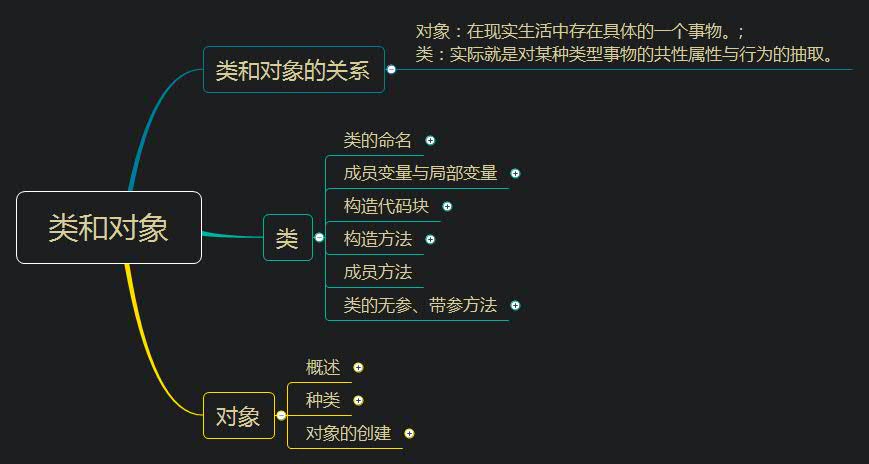 类和对象
类和对象的关系
对象：在现实生活中存在具体的一个事物。;
类：实际就是对某种类型事物的共性属性与行为的抽取。
类
类的命名
成员变量与局部变量
构造代码块
构造方法
成员方法
类的无参、带参方法
对象
概述
种类
对象的创建